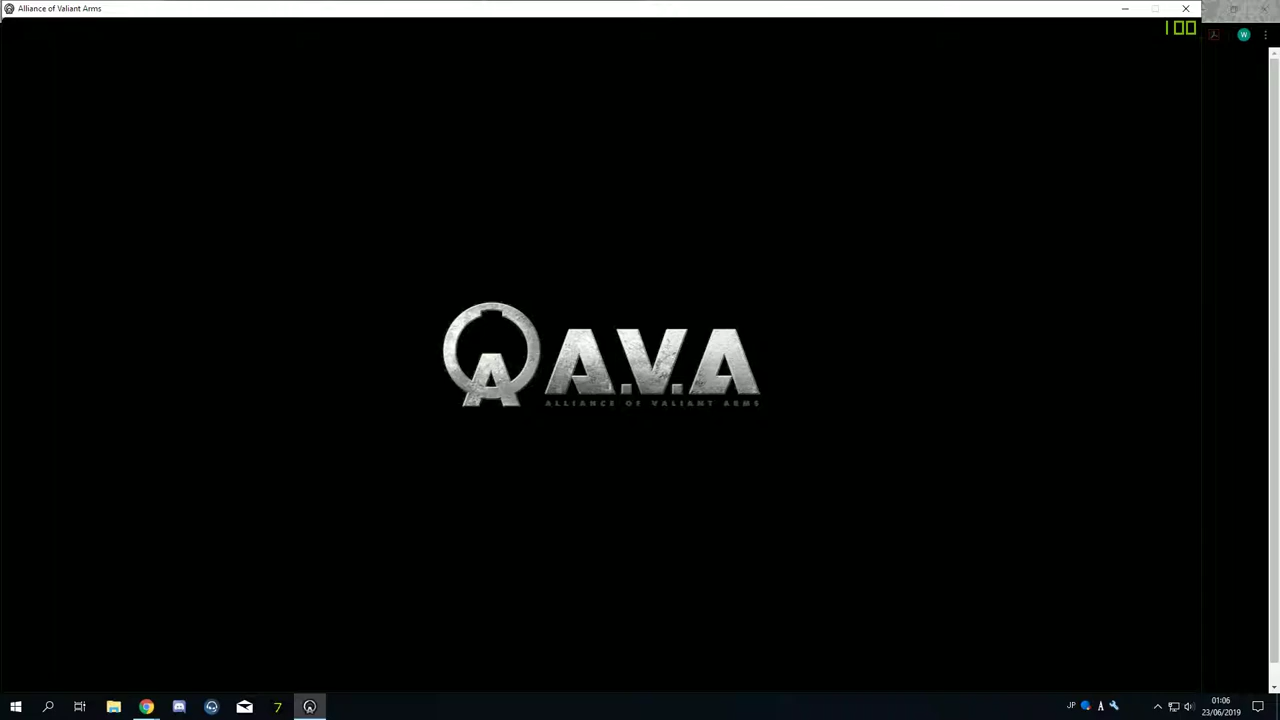 Alliance of Valiant Arms
100
W
A.V.A
ALLIANCE OF VALIANT ARMS
7
JP
A
01:06
23/06/2019